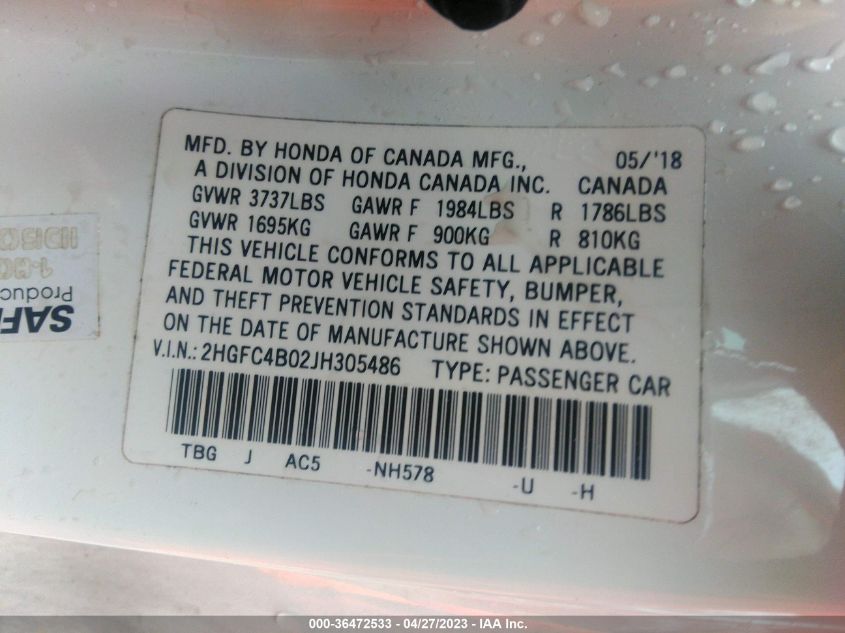 MFD. BY HONDA OF CANADA MFG., 05/'18
A DIVISION OF HONDA CANADA INC. CANADA
GVWR 3737LBS GAWR F 1984LBS R 1786LBS
GVWR 1695KG GAWR F 900KG R 810KG
THIS VEHICLE CONFORMS TO ALL APPLICABLE
FEDERAL MOTOR VEHICLE SAFETY, BUMPER,
AND THEFT PREVENTION STANDARDS IN EFFECT
ON THE DATE OF MANUFACTURE SHOWN ABOVE.
V.I.N.: 2HGFC4B02JH305486 TYPE: PASSENGER CAR
TBG J AC5 -NH578 -U -H
000-36472533 - 04/27/2023 - IAA Inc.